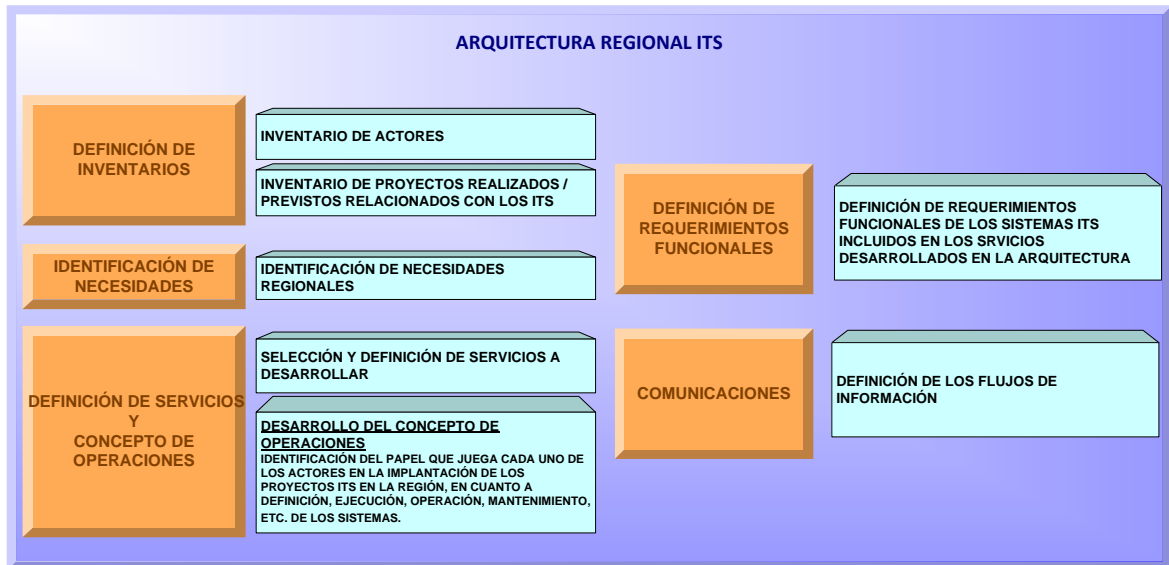 ARQUITECTURA REGIONAL ITS
DEFINICIÓN DE
INVENTARIOS
INVENTARIO DE ACTORES
INVENTARIO DE PROYECTOS REALIZADOS /
PREVISTOS RELACIONADOS CON LOS ITS
IDENTIFICACIÓN DE
NECESIDADES
IDENTIFICACIÓN DE NECESIDADES
REGIONALES
DEFINICIÓN DE SERVICIOS
Y
CONCEPTO DE
OPERACIONES
SELECCIÓN Y DEFINICIÓN DE SERVICIOS A
DESARROLLAR
DESARROLLO DEL CONCEPTO DE
OPERACIONES
IDENTIFICACIÓN DEL PAPEL QUE JUEGA CADA UNO DE
LOS ACTORES EN LA IMPLANTACIÓN DE LOS
PROYECTOS ITS EN LA REGIÓN, EN CUANTO A
DEFINICIÓN, EJECUCIÓN, OPERACIÓN, MANTENIMIENTO,
ETC. DE LOS SISTEMAS.
DEFINICIÓN DE
REQUERIMIENTOS
FUNCIONALES
DEFINICIÓN DE REQUERIMIENTOS
FUNCIONALES DE LOS SISTEMAS ITS
INCLUIDOS EN LOS SRVICIOS
DESARROLLADOS EN LA ARQUITECTURA
COMUNICACIONES
DEFINICIÓN DE LOS FLUJOS DE
INFORMACIÓN